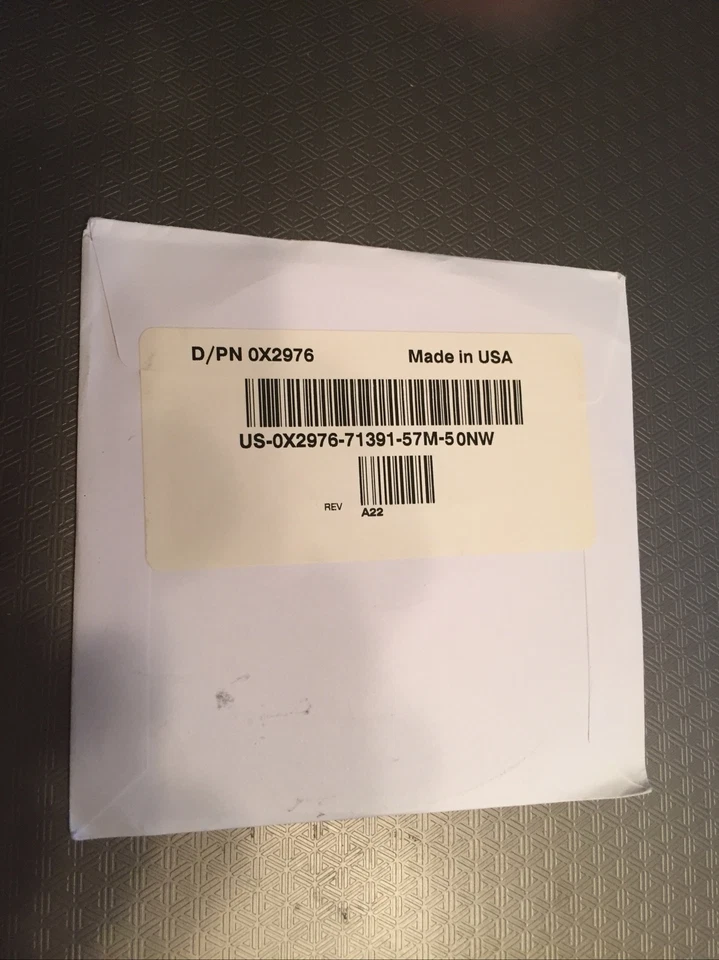 D/PN 0X2976 Made in USA
US-0X2976-71391-57M-50NW
REV A22